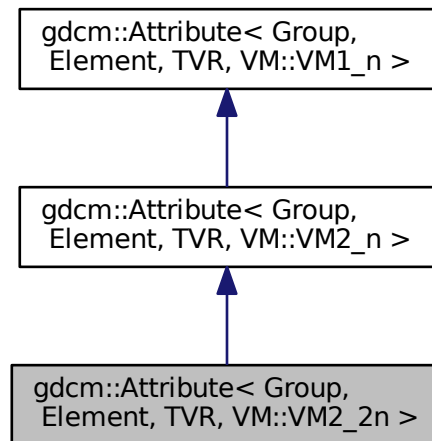 gdcm::Attribute< Group,
Element, TVR, VM::VM1_n >
gdcm::Attribute< Group,
Element, TVR, VM::VM2_n >
gdcm::Attribute< Group,
Element, TVR, VM::VM2_2n >